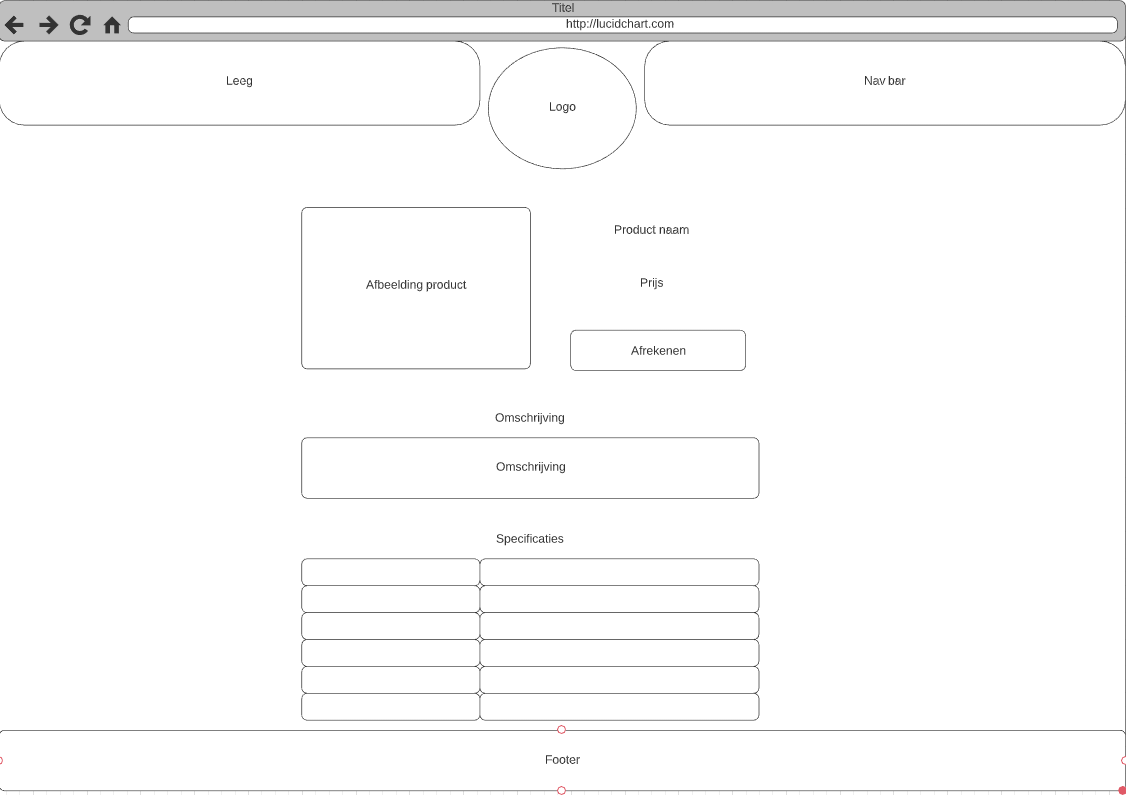 Titel
http://lucidchart.com
Leeg
Logo
Nav bar
Product naam
Afbeelding product
Prijs
Afrekenen
Omschrijving
Omschrijving
Specificaties
Footer